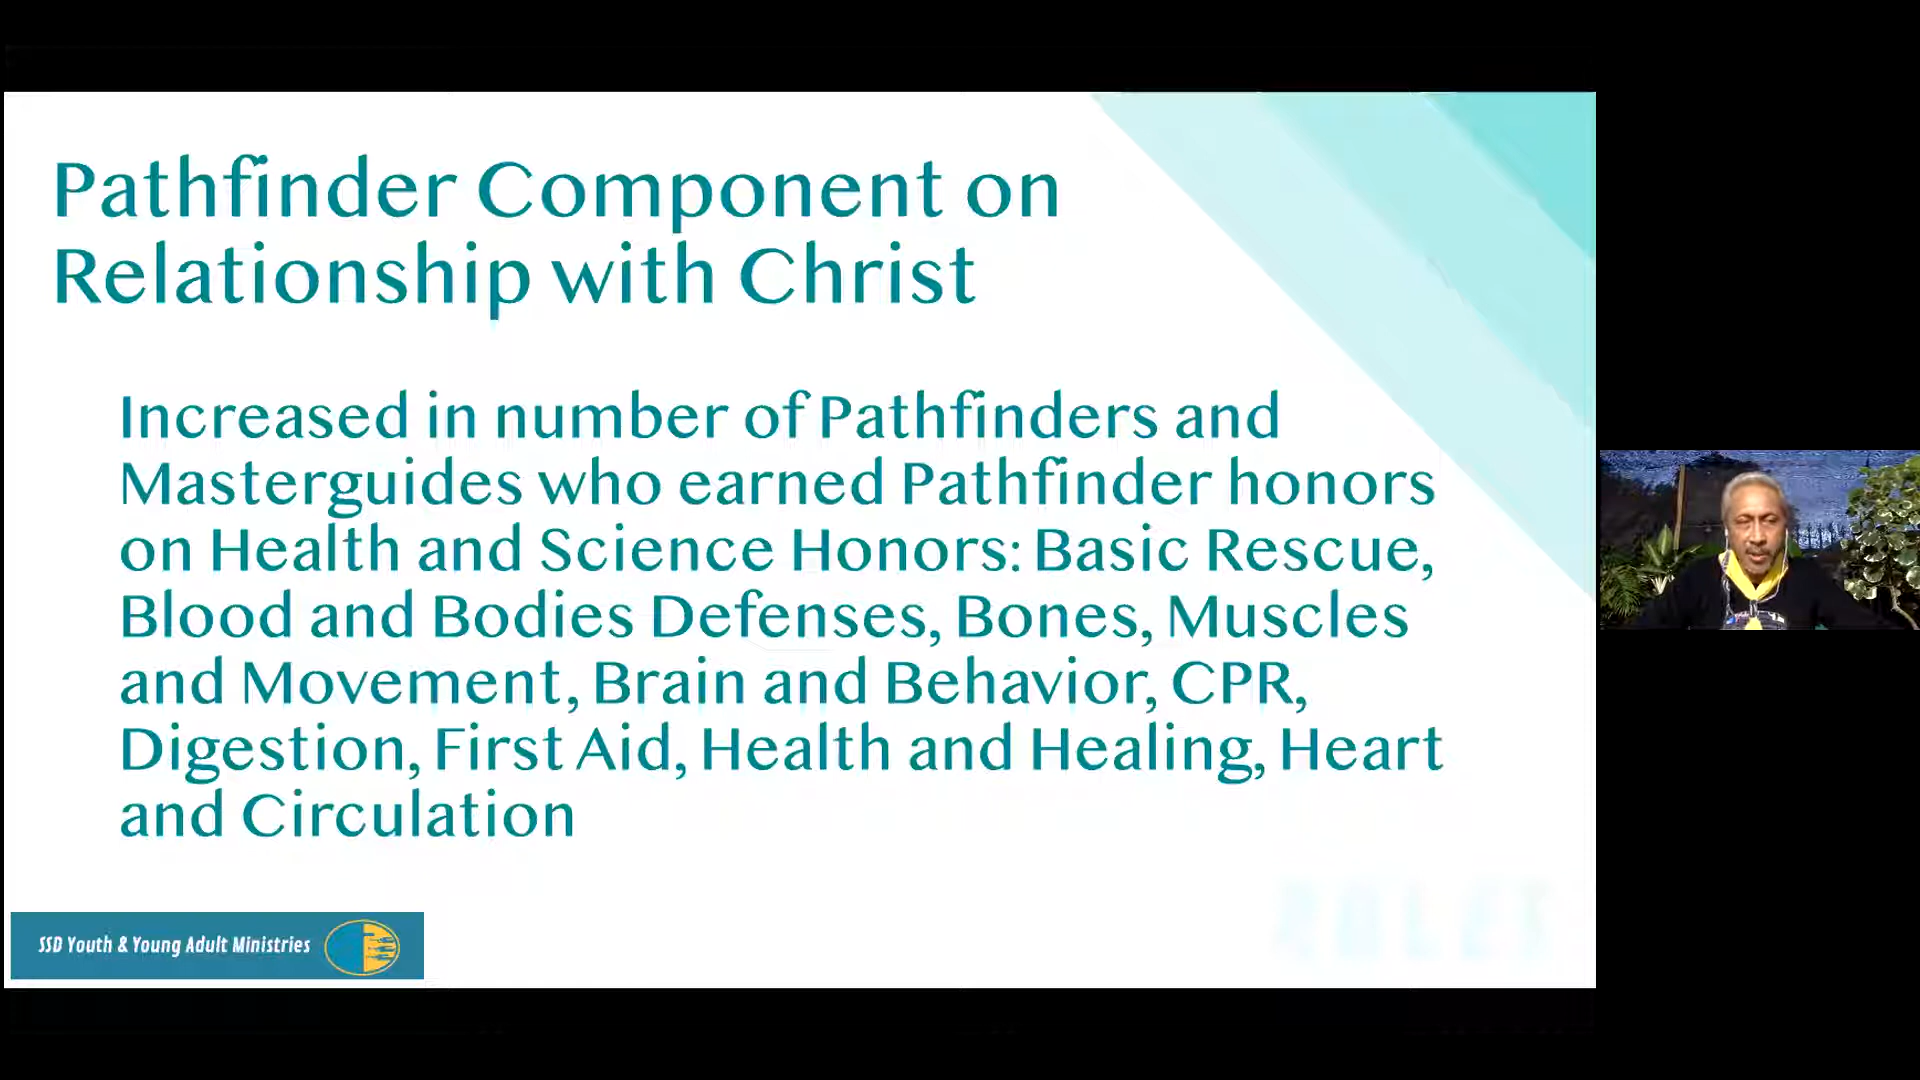 Pathfinder Component on
Relationship with Christ
Increased in number of Pathfinders and
Masterguides who earned Pathfinder honors
on Health and Science Honors: Basic Rescue,
Blood and Bodies Defenses, Bones, Muscles
and Movement, Brain and Behavior, CPR,
Digestion, First Aid, Health and Healing, Heart
and Circulation
SSD Youth & Young Adult Ministries